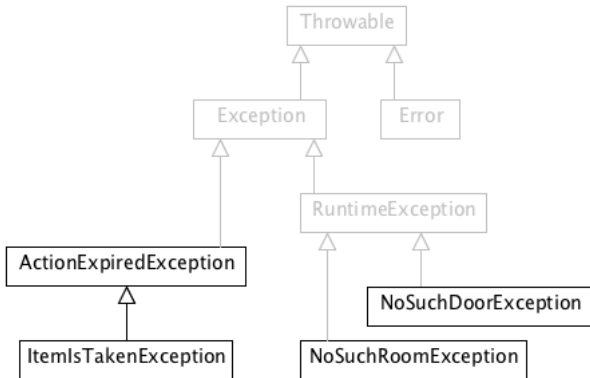 Throwable
Exception
Error
RuntimeException
ActionExpiredException
NoSuchDoorException
ItemIsTakenException
NoSuchRoomException